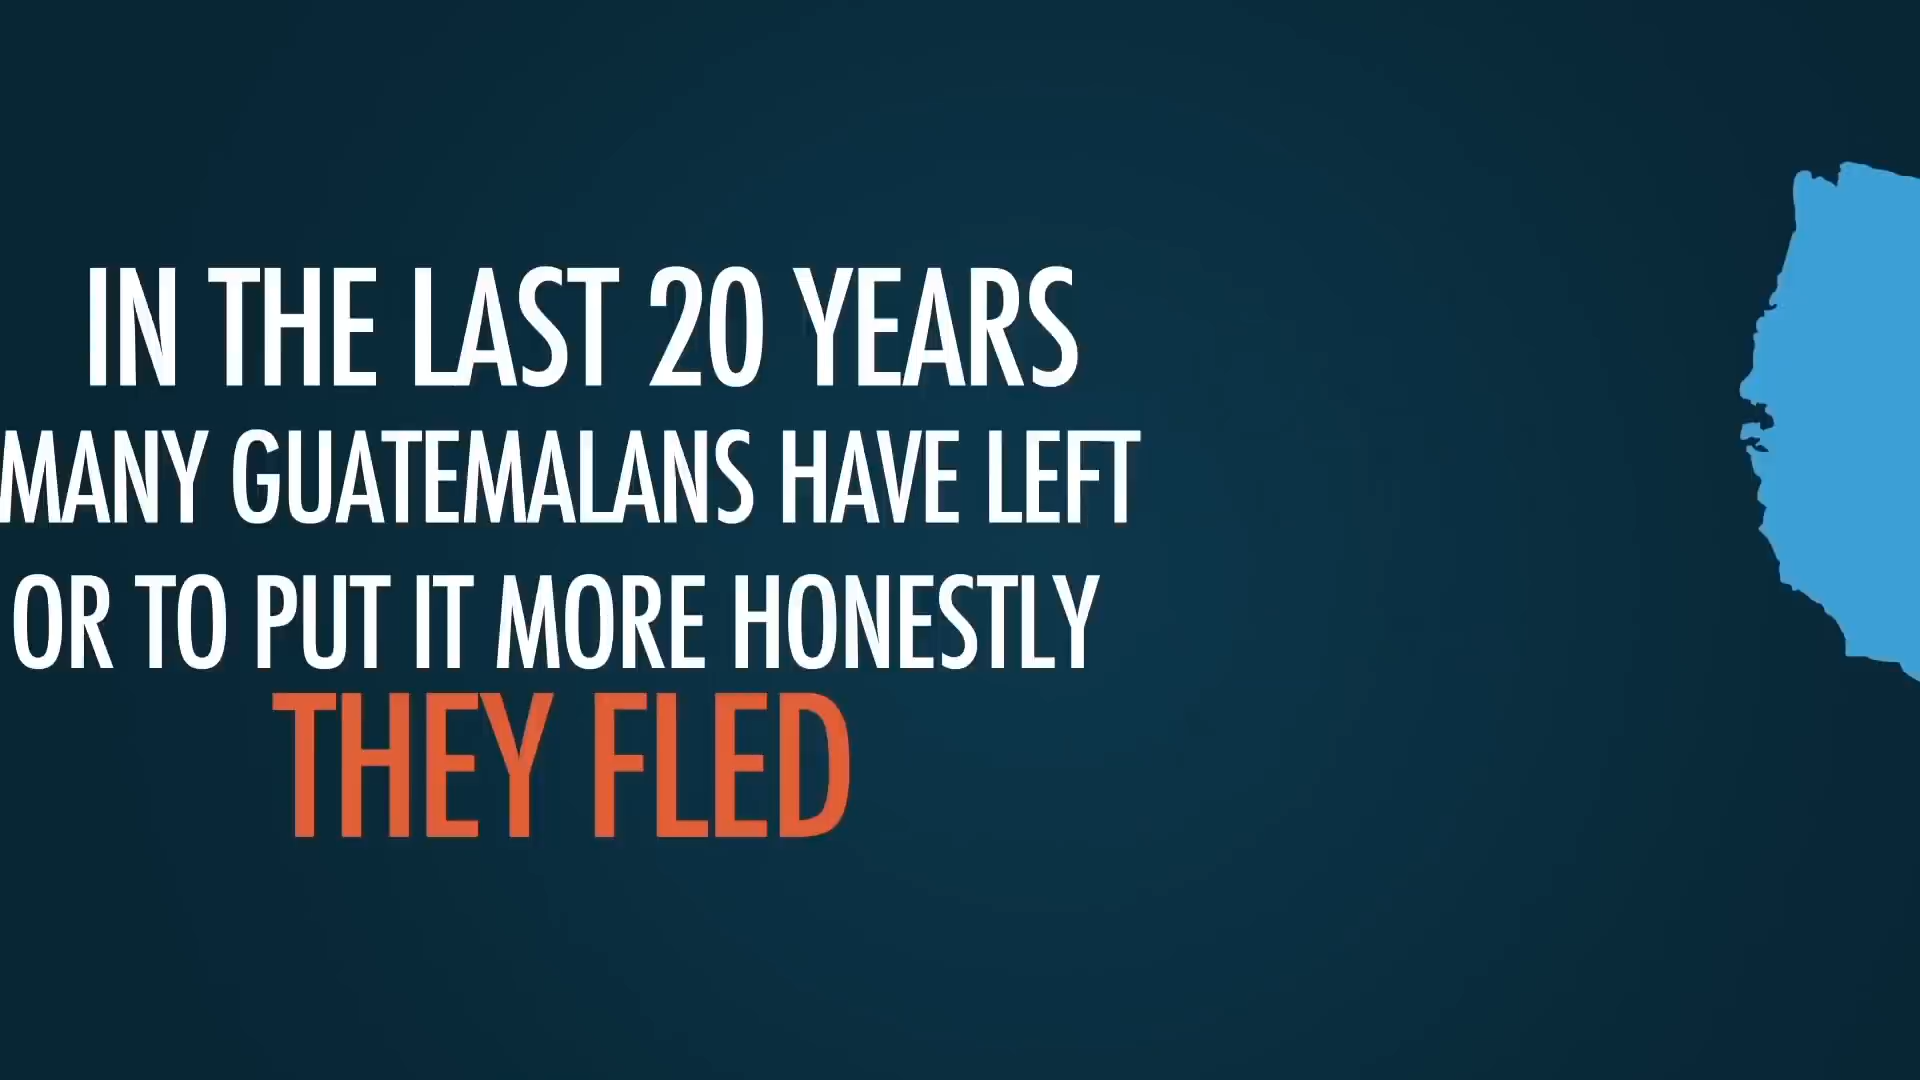 IN THE LAST 20 YEARS
MANY GUATEMALANS HAVE LEFT
OR TO PUT IT MORE HONESTLY
THEY FLED